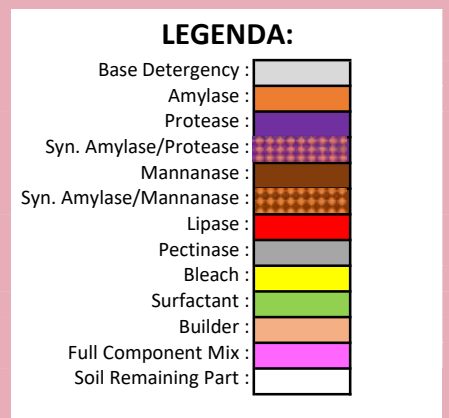 LEGENDA:
Base Detergency :
Amylase :
Protease :
Syn. Amylase/Protease :
Mannanase :
Syn. Amylase/Mannanase :
Lipase :
Pectinase :
Bleach :
Surfactant :
Builder :
Full Component Mix :
Soil Remaining Part :